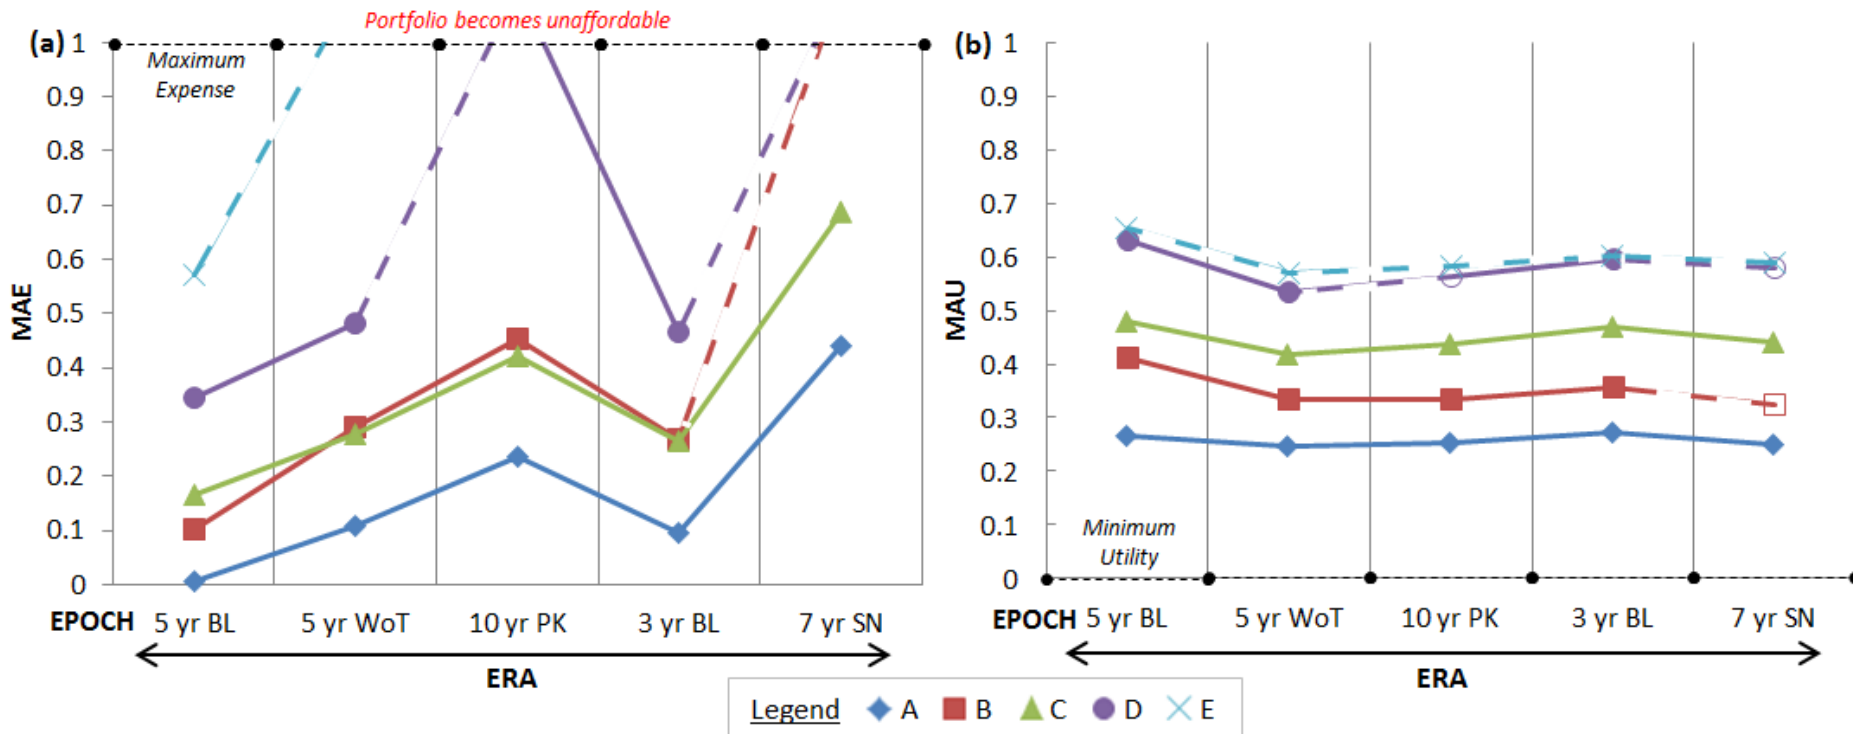 Portfolio becomes unaffordable
(a)
1
Maximum
Expense
0.9
0.8
0.7
0.6
0.5
0.4
0.3
0.2
0.1
0
MAE
EPOCH 5 yr BL 5 yr WoT 10 yr PK 3 yr BL 7 yr SN
ERA
(b)
1
0.9
0.8
0.7
0.6
0.5
0.4
0.3
0.2
0.1
0
MAU
Minimum
Utility
EPOCH 5 yr BL 5 yr WoT 10 yr PK 3 yr BL 7 yr SN
ERA
Legend A B C D E